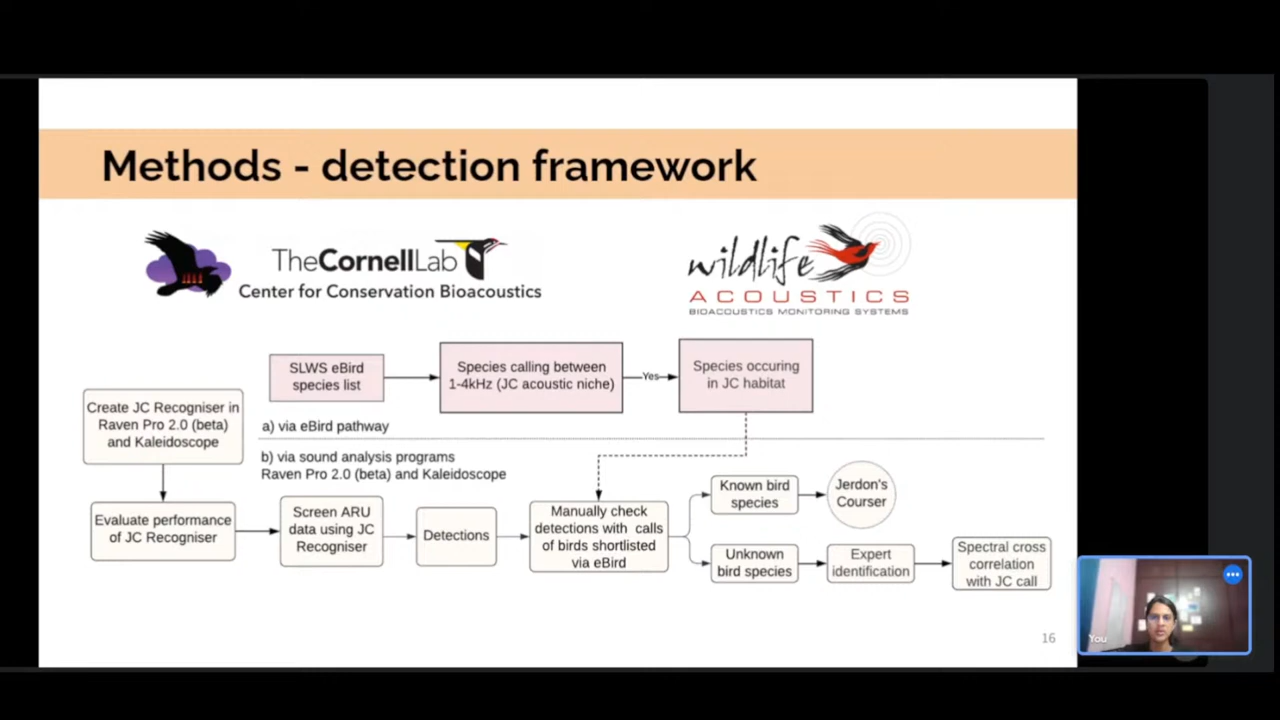 Methods - detection framework
TheCornellLab
Center for Conservation Bioacoustics
wildlife
ACOUSTICS
BIOACOUSTICS MONITORING SYSTEMS
SLWS eBird
species list
Species calling between
1-4kHz (JC acoustic niche)
Yes
Species occuring
in JC habitat
a) via eBird pathway
b) via sound analysis programs
Raven Pro 2.0 (beta) and Kaleidoscope
Create JC Recogniser in
Raven Pro 2.0 (beta)
and Kaleidoscope
Evaluate performance
of JC Recogniser
Screen ARU
data using JC
Recogniser
Detections
Manually check
detections with calls
of birds shortlisted
via eBird
Known bird
species
Jerdon's
Courser
Unknown
bird species
Expert
identification
Spectral cross
correlation
with JC call
16
You